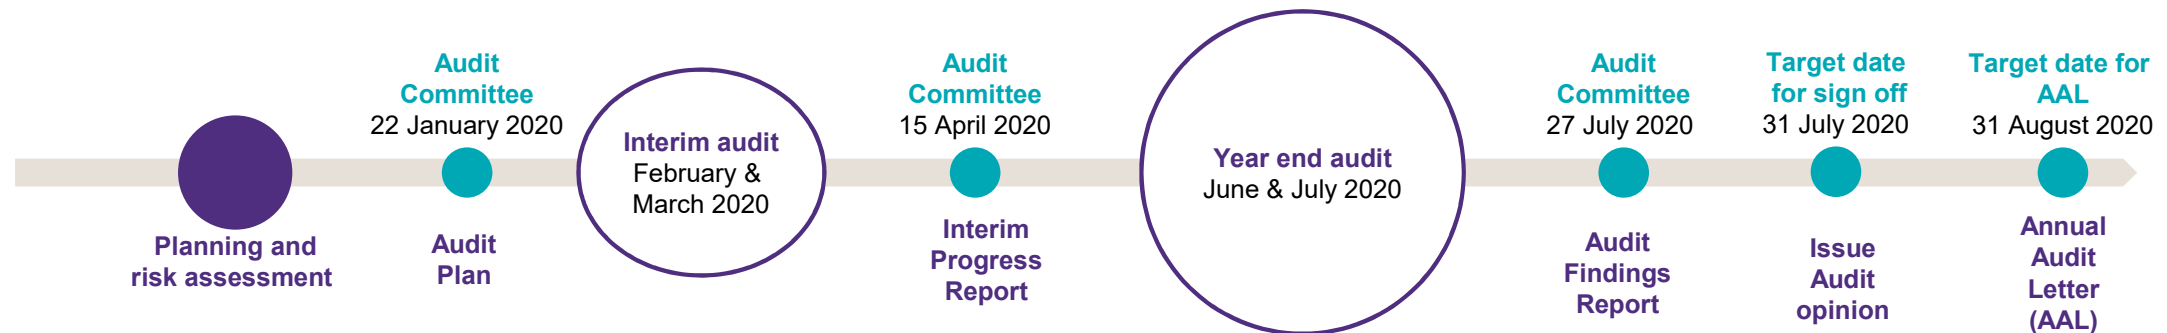 Planning and
risk assessment
Audit
Committee
22 January 2020
Audit
Plan
Interim audit
February &
March 2020
Audit
Committee
15 April 2020
Interim
Progress
Report
Year end audit
June & July 2020
Audit
Committee
27 July 2020
Audit
Findings
Report
Target date
for sign off
31 July 2020
Issue
Audit
opinion
Target date for
AAL
31 August 2020
Annual
Audit
Letter
(AAL)